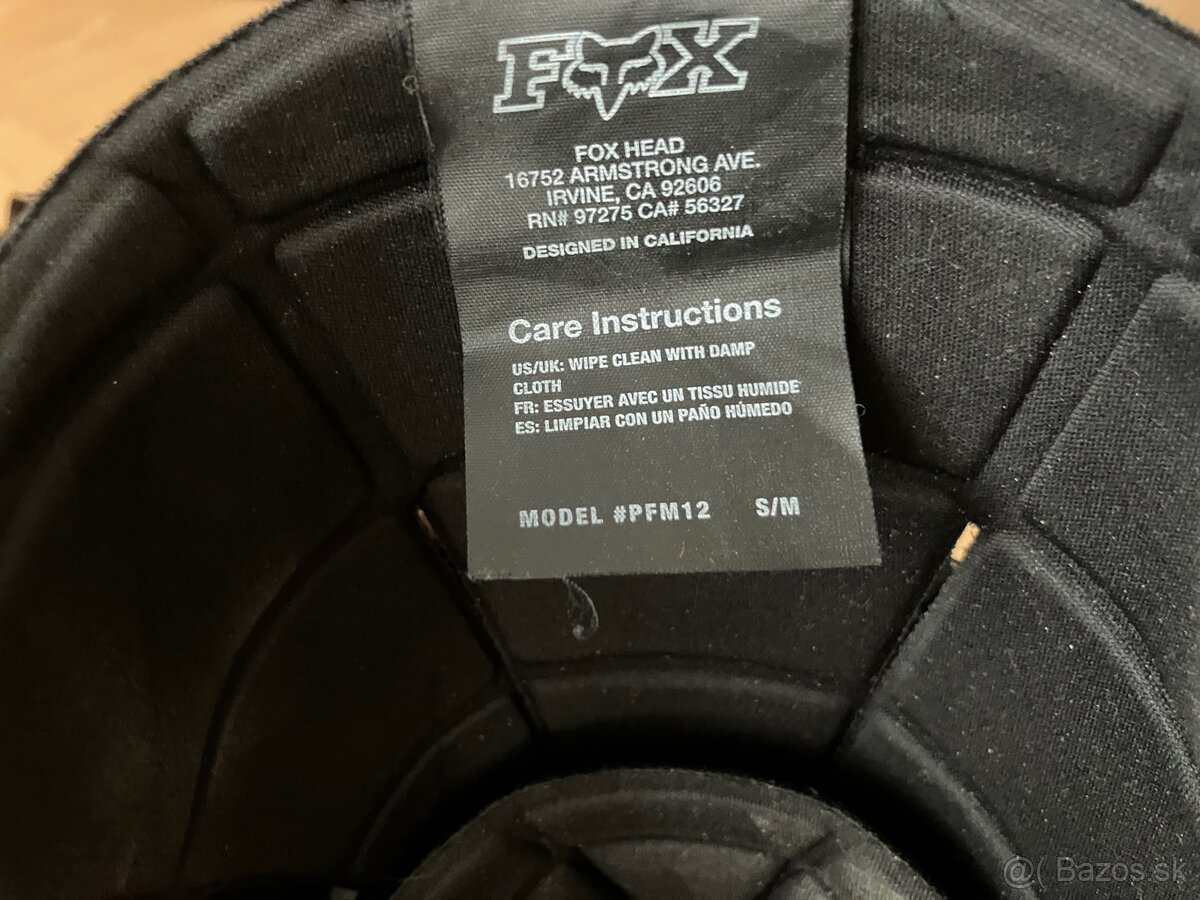 FOX
FOX HEAD
16752 ARMSTRONG AVE.
IRVINE, CA 92606
RN# 97275 CA# 56327
DESIGNED IN CALIFORNIA
Care Instructions
US/UK: WIPE CLEAN WITH DAMP
CLOTH
FR: ESSUYER AVEC UN TISSU HUMIDE
ES: LIMPIAR CON UN PAÑO HÚMEDO
MODEL #PFM12 S/M
@( Bazos.sk